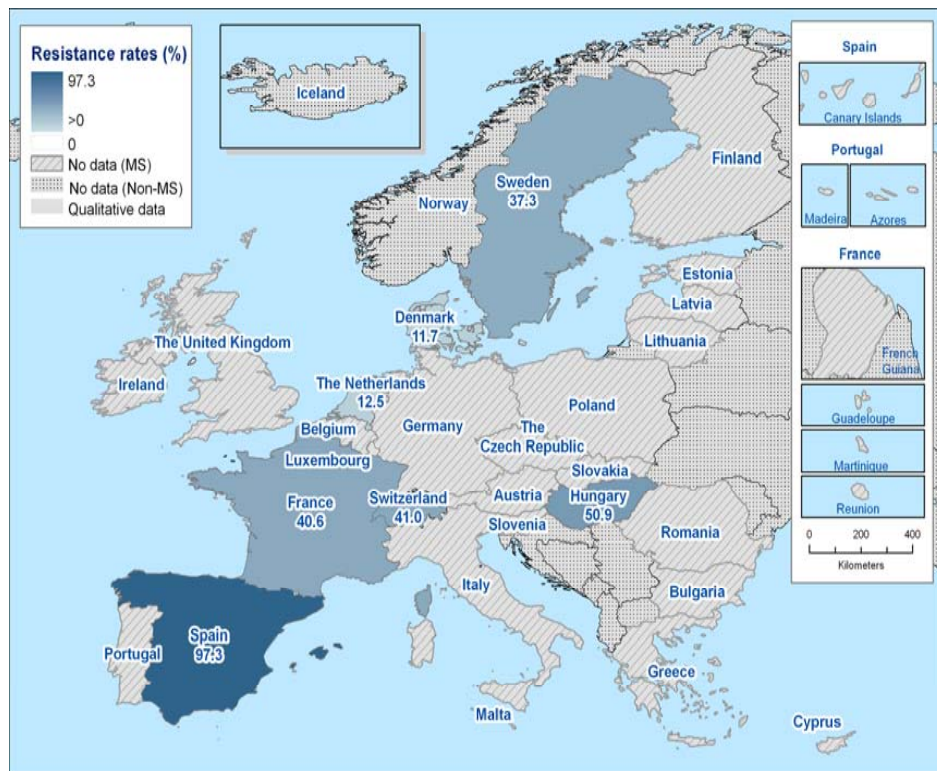 Resistance rates (%)
97.3
>0
0
No data (MS)
No data (Non-MS)
Qualitative data
Iceland
Spain
Canary Islands
Portugal
Madeira
Azores
France
French
Guiana
Guadeloupe
Martinique
Reunion
0 200 400
Kilometers
Finland
Sweden
37.3
Norway
Estonia
Latvia
Lithuania
Denmark
11.7
The United Kingdom
Ireland
The Netherlands
12.5
Belgium
Luxembourg
Germany
Poland
The
Czech Republic
Slovakia
Austria
Hungary
50.9
France
40.6
Switzerland
41.0
Slovenia
Romania
Italy
Bulgaria
Portugal
Spain
97.3
Greece
Malta
Cyprus